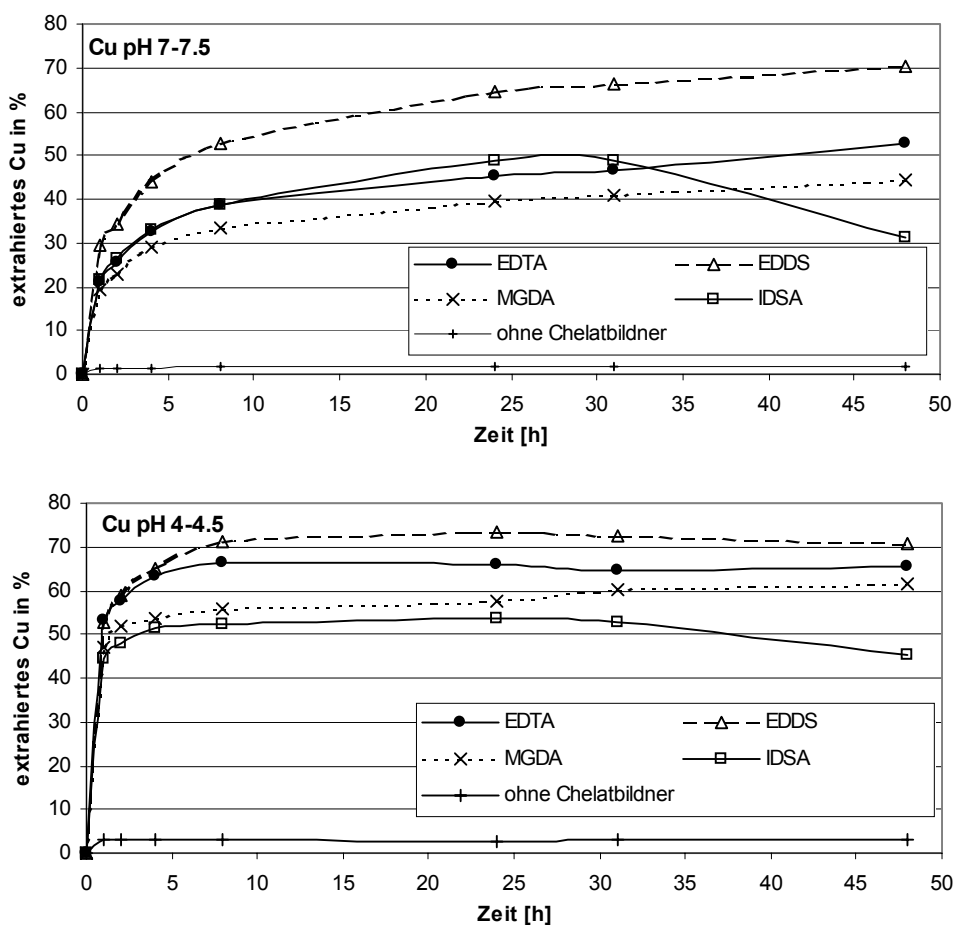 Cu pH 7-7.5
extrahiertes Cu in %
80
70
60
50
40
30
20
10
0
EDTA
EDDS
MGDA
IDSA
ohne Chelatbildner
0 5 10 15 20 25 30 35 40 45 50
Zeit [h]
Cu pH 4-4.5
extrahiertes Cu in %
80
70
60
50
40
30
20
10
0
EDTA
EDDS
MGDA
IDSA
ohne Chelatbildner
0 5 10 15 20 25 30 35 40 45 50
Zeit [h]